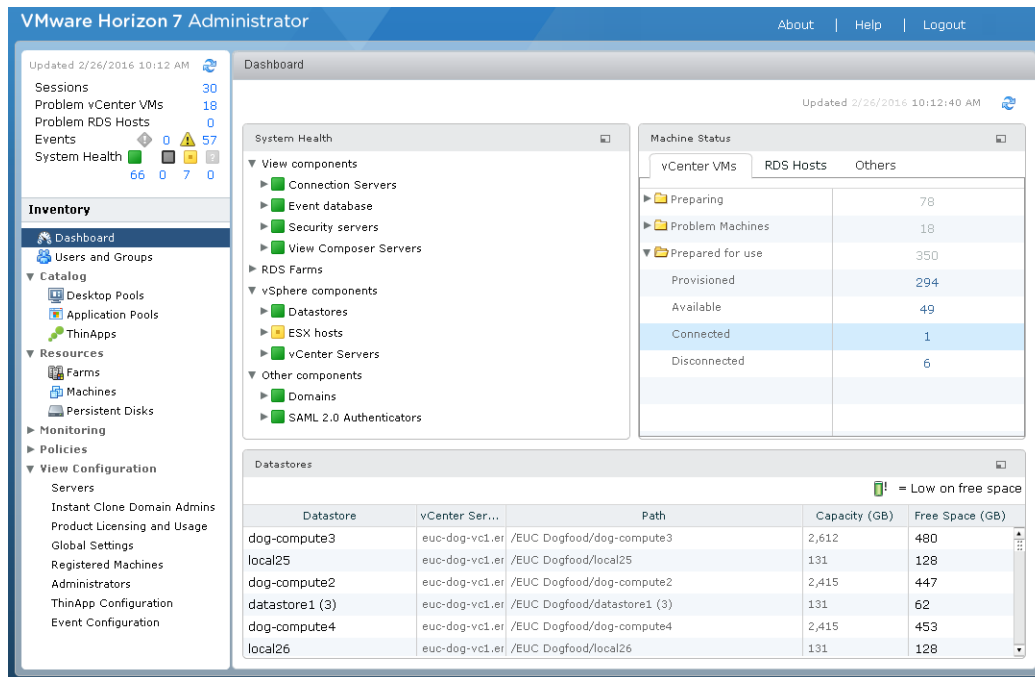 VMware Horizon 7 Administrator
About | Help | Logout
Updated 2/26/2016 10:12 AM
Sessions 30
Problem vCenter VMs 18
Problem RDS Hosts 0
Events 0 57
System Health
66 0 7 0
Inventory
Dashboard
Users and Groups
Catalog
Desktop Pools
Application Pools
ThinApps
Resources
Farms
Machines
Persistent Disks
Monitoring
Policies
View Configuration
Servers
Instant Clone Domain Admins
Product Licensing and Usage
Global Settings
Registered Machines
Administrators
ThinApp Configuration
Event Configuration
Dashboard
Updated 2/26/2016 10:12:40 AM
System Health
View components
Connection Servers
Event database
Security servers
View Composer Servers
RDS Farms
vSphere components
Datastores
ESX hosts
vCenter Servers
Other components
Domains
SAML 2.0 Authenticators
Machine Status
vCenter VMs RDS Hosts Others
Preparing 78
Problem Machines 18
Prepared for use 350
Provisioned 294
Available 49
Connected 1
Disconnected 6
Datastores
! = Low on free space
Datastore vCenter Ser... Path Capacity (GB) Free Space (GB)
dog-compute3 euc-dog-vc1.er /EUC Dogfood/dog-compute3 2,612 480
local25 euc-dog-vc1.er /EUC Dogfood/local25 131 128
dog-compute2 euc-dog-vc1.er /EUC Dogfood/dog-compute2 2,415 447
datastore1 (3) euc-dog-vc1.er /EUC Dogfood/datastore1 (3) 131 62
dog-compute4 euc-dog-vc1.er /EUC Dogfood/dog-compute4 2,415 453
local26 euc-dog-vc1.er /EUC Dogfood/local26 131 128